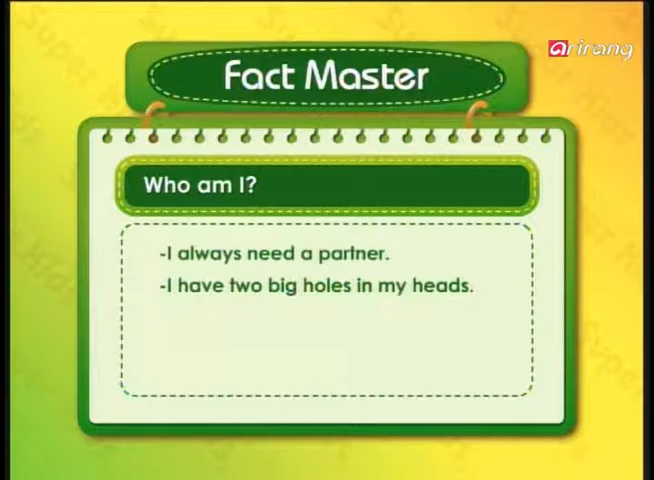 arirang
Fact Master
Who am I?
-I always need a partner.
-I have two big holes in my heads.